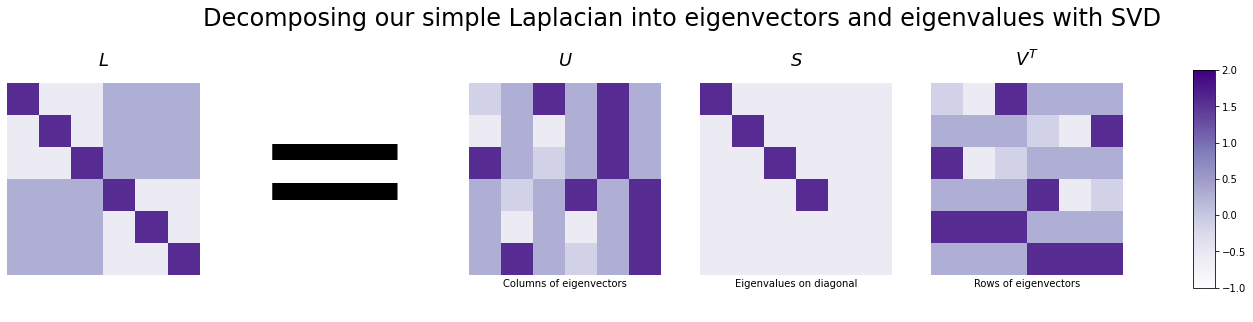 Decomposing our simple Laplacian into eigenvectors and eigenvalues with SVD
L
U
S
V^T
=
Columns of eigenvectors
Eigenvalues on diagonal
Rows of eigenvectors
2.0
1.5
1.0
0.5
0.0
−0.5
−1.0